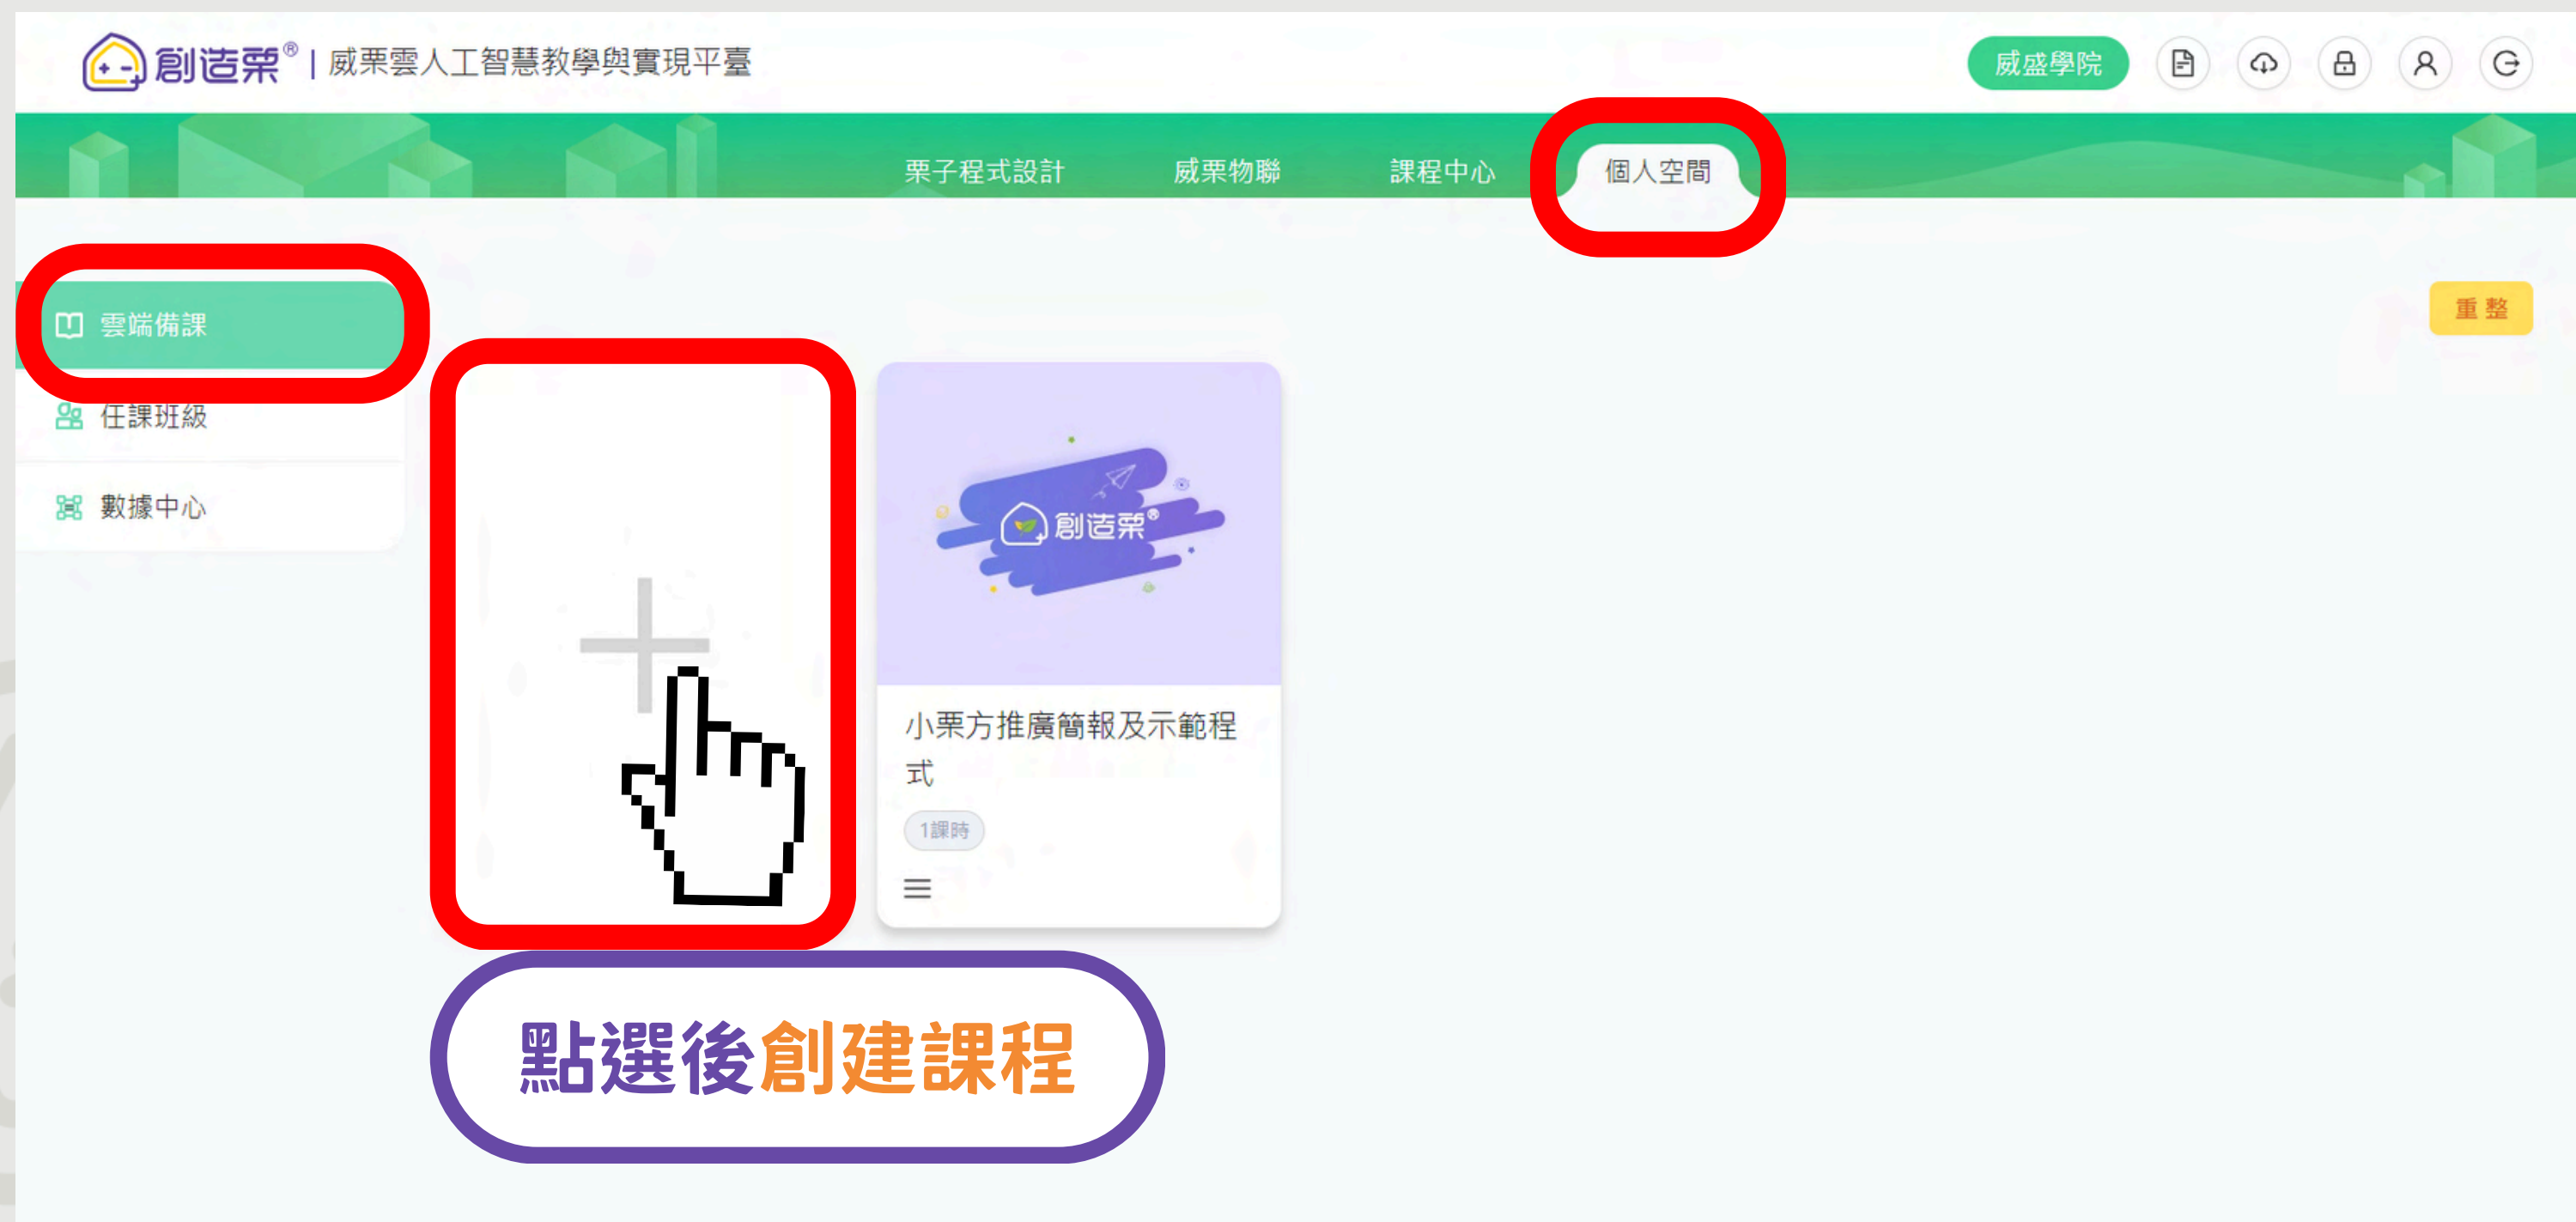 創造栗® | 威栗雲人工智慧教學與實現平臺
威盛學院
栗子程式設計
威栗物聯
課程中心
個人空間
雲端備課
任課班級
數據中心
重整
創造栗®
小栗方推廣簡報及示範程
式
1課時
點選後創建課程